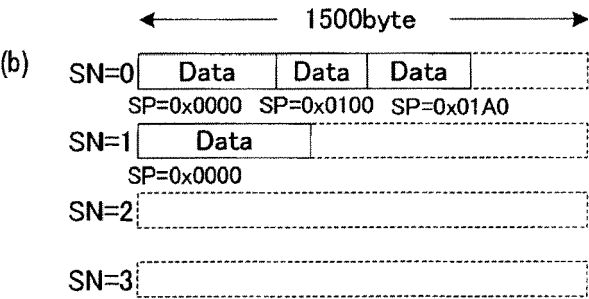 1500byte
(b)
SN=0 Data Data Data
SP=0x0000 SP=0x0100 SP=0x01A0
SN=1 Data
SP=0x0000
SN=2
SN=3